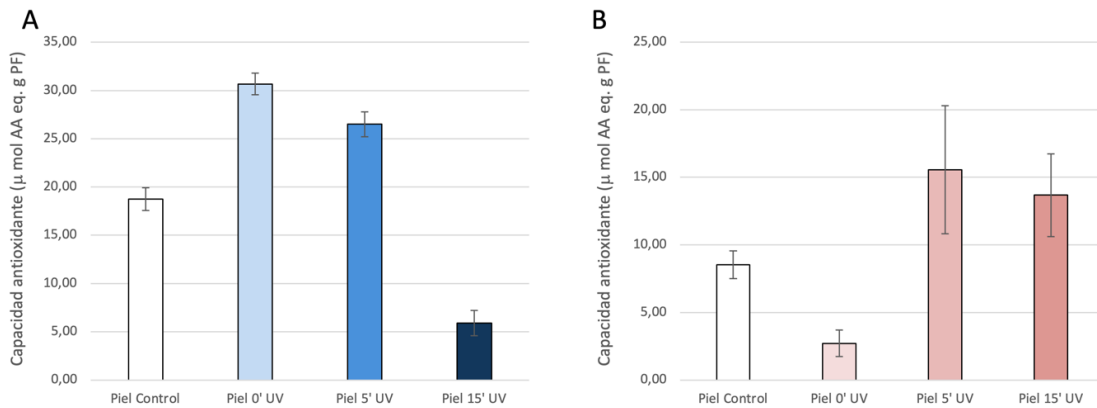 A
Capacidad antioxidante (μ mol AA eq. g PF)
35,00
30,00
25,00
20,00
15,00
10,00
5,00
0,00
Piel Control Piel 0' UV Piel 5' UV Piel 15' UV
B
Capacidad antioxidante (μ mol AA eq. g PF)
25,00
20,00
15,00
10,00
5,00
0,00
Piel Control Piel 0' UV Piel 5' UV Piel 15' UV